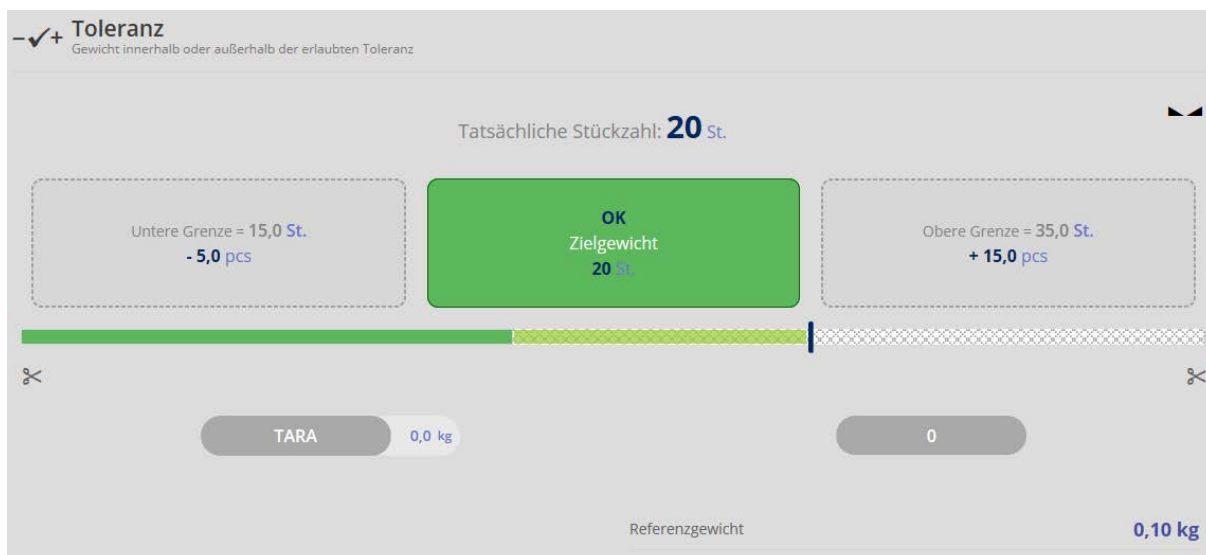 Toleranz
Gewicht innerhalb oder außerhalb der erlaubten Toleranz
Tatsächliche Stückzahl: 20 St.
Untere Grenze = 15,0 St.
- 5,0 pcs
OK
Zielgewicht
20 St.
Obere Grenze = 35,0 St.
+ 15,0 pcs
TARA 0,0 kg
0
Referenzgewicht 0,10 kg